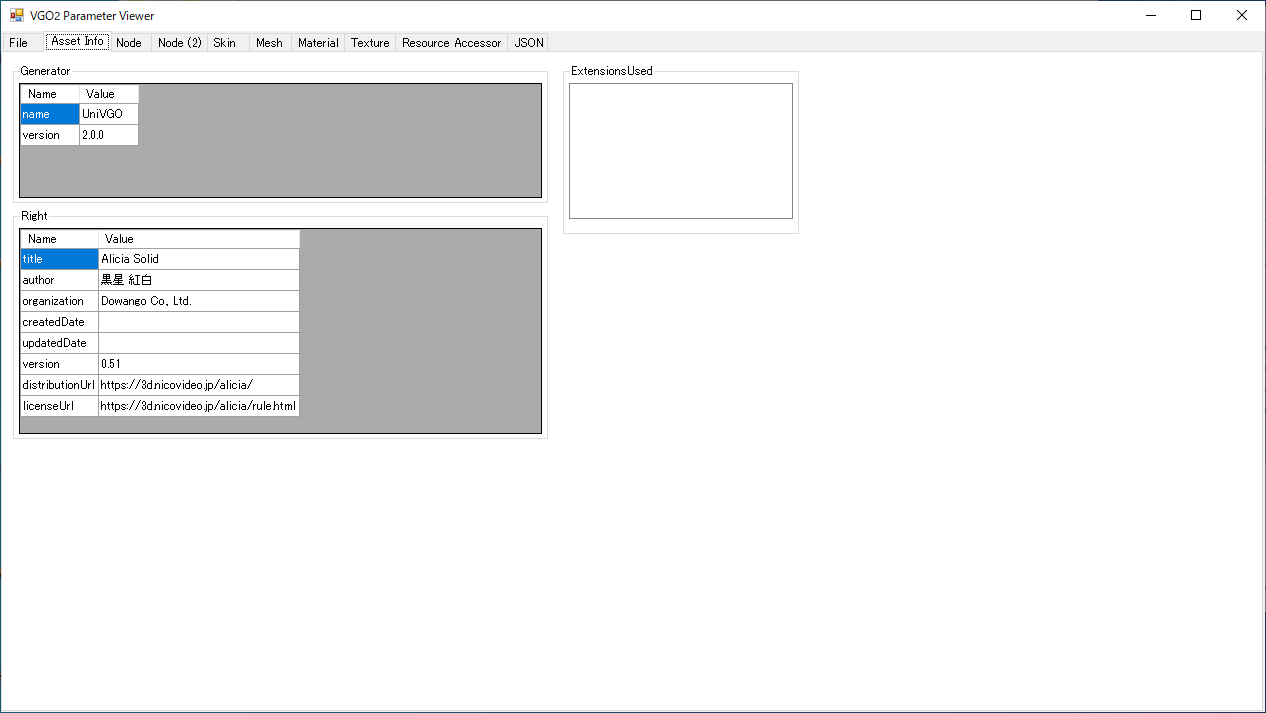 VGO2 Parameter Viewer
File Asset Info Node Node (2) Skin Mesh Material Texture Resource Accessor JSON
Generator
Name Value
name UniVGO
version 2.0.0
Right
Name Value
title Alicia Solid
author 黒星 紅白
organization Dowango Co., Ltd.
createdDate
updatedDate
version 0.51
distributionUrl https://3d.nicovideo.jp/alicia/
licenseUrl https://3d.nicovideo.jp/alicia/rule.html
ExtensionsUsed